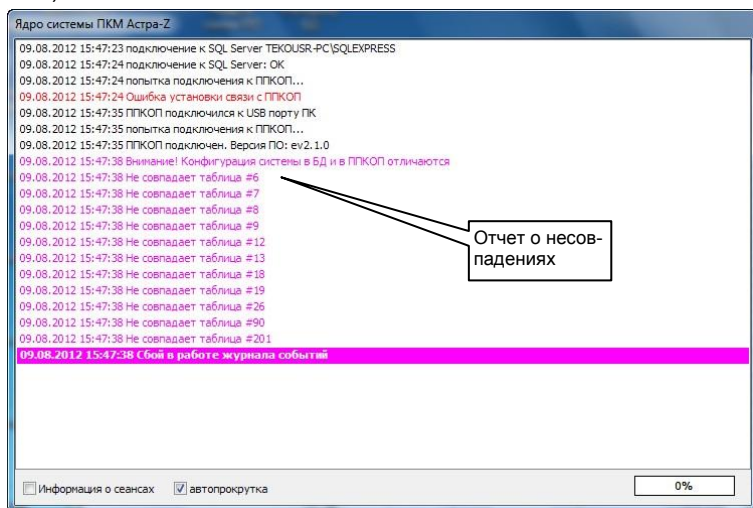 Ядро системы ПКМ Астра-Z
09.08.2012 15:47:23 подключение к SQL Server TEKOUSR-PC\SQLEXPRESS
09.08.2012 15:47:24 подключение к SQL Server: OK
09.08.2012 15:47:24 попытка подключения к ППКОП...
09.08.2012 15:47:24 Ошибка установки связи с ППКОП
09.08.2012 15:47:35 ППКОП подключился к USB порту ПК
09.08.2012 15:47:35 попытка подключения к ППКОП...
09.08.2012 15:47:35 ППКОП подключен. Версия ПО: ev2.1.0
09.08.2012 15:47:38 Внимание! Конфигурация системы в БД и в ППКОП отличаются
09.08.2012 15:47:38 Не совпадает таблица #6
09.08.2012 15:47:38 Не совпадает таблица #7
09.08.2012 15:47:38 Не совпадает таблица #8
09.08.2012 15:47:38 Не совпадает таблица #9
09.08.2012 15:47:38 Не совпадает таблица #12
09.08.2012 15:47:38 Не совпадает таблица #13
09.08.2012 15:47:38 Не совпадает таблица #18
09.08.2012 15:47:38 Не совпадает таблица #19
09.08.2012 15:47:38 Не совпадает таблица #26
09.08.2012 15:47:38 Не совпадает таблица #90
09.08.2012 15:47:38 Не совпадает таблица #201
09.08.2012 15:47:38 Сбой в работе журнала событий
Отчет о несов-
падениях
Информация о сеансах
автопрокрутка
0%